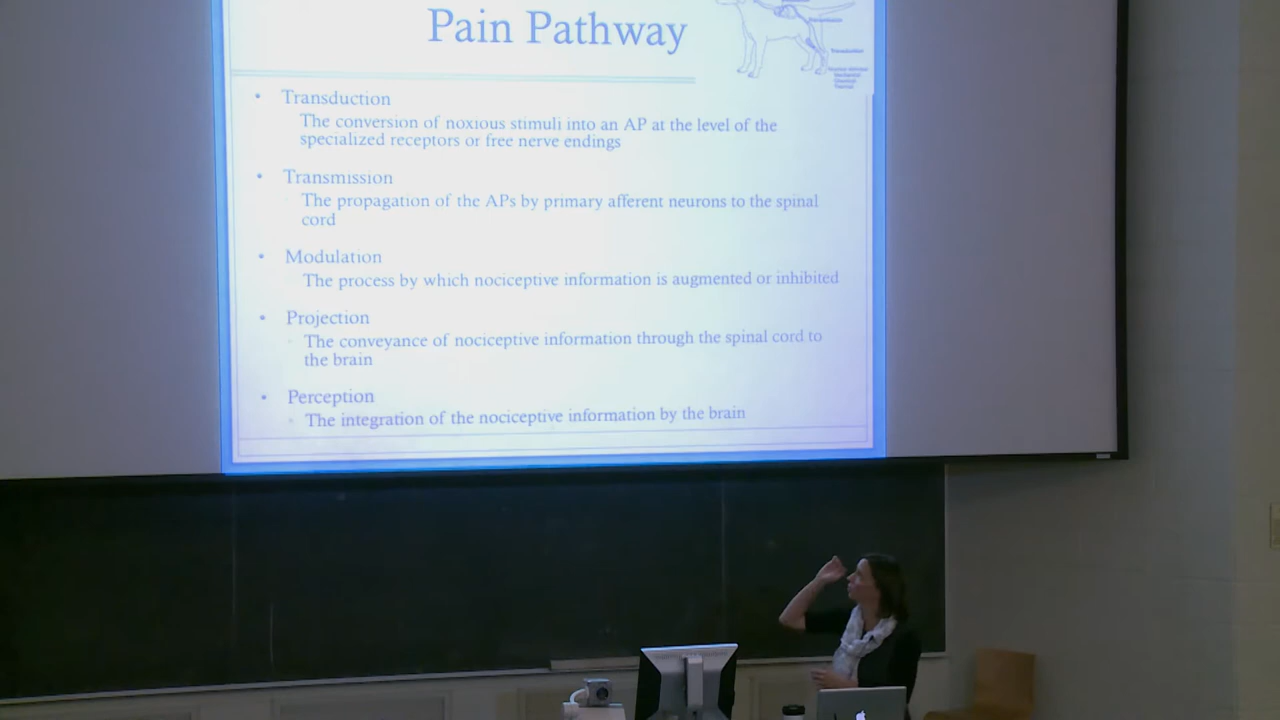 Pain Pathway
• Transduction
The conversion of noxious stimuli into an AP at the level of the
specialized receptors or free nerve endings
• Transmission
The propagation of the APs by primary afferent neurons to the spinal
cord
• Modulation
The process by which nociceptive information is augmented or inhibited
• Projection
The conveyance of nociceptive information through the spinal cord to
the brain
• Perception
The integration of the nociceptive information by the brain